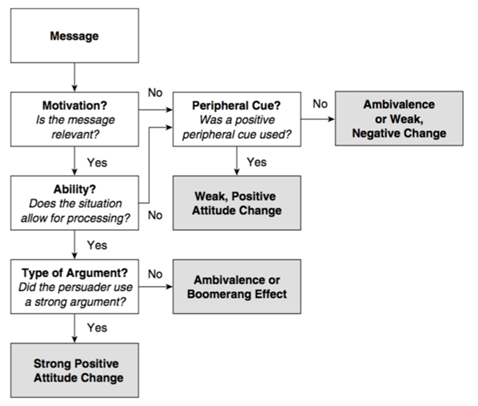 Message
No
No
Motivation?
Is the message
relevant?
Peripheral Cue?
Was a positive
peripheral cue used?
Ambivalence
or Weak,
Negative Change
Yes
Yes
Ability?
Does the situation
allow for processing?
No
Weak, Positive
Attitude Change
Yes
Type of Argument?
Did the persuader use
a strong argument?
No
Ambivalence or
Boomerang Effect
Yes
Strong Positive
Attitude Change